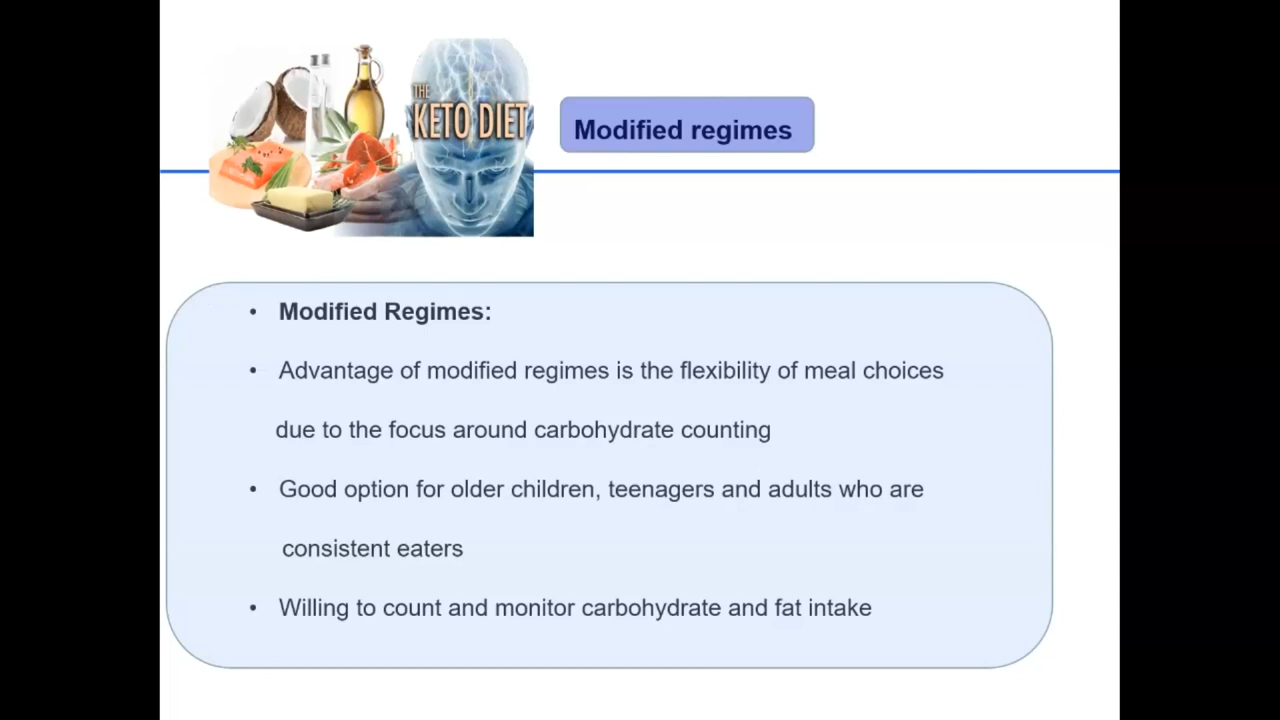 THE
KETO DIET
Modified regimes
• Modified Regimes:
• Advantage of modified regimes is the flexibility of meal choices
due to the focus around carbohydrate counting
• Good option for older children, teenagers and adults who are
consistent eaters
• Willing to count and monitor carbohydrate and fat intake